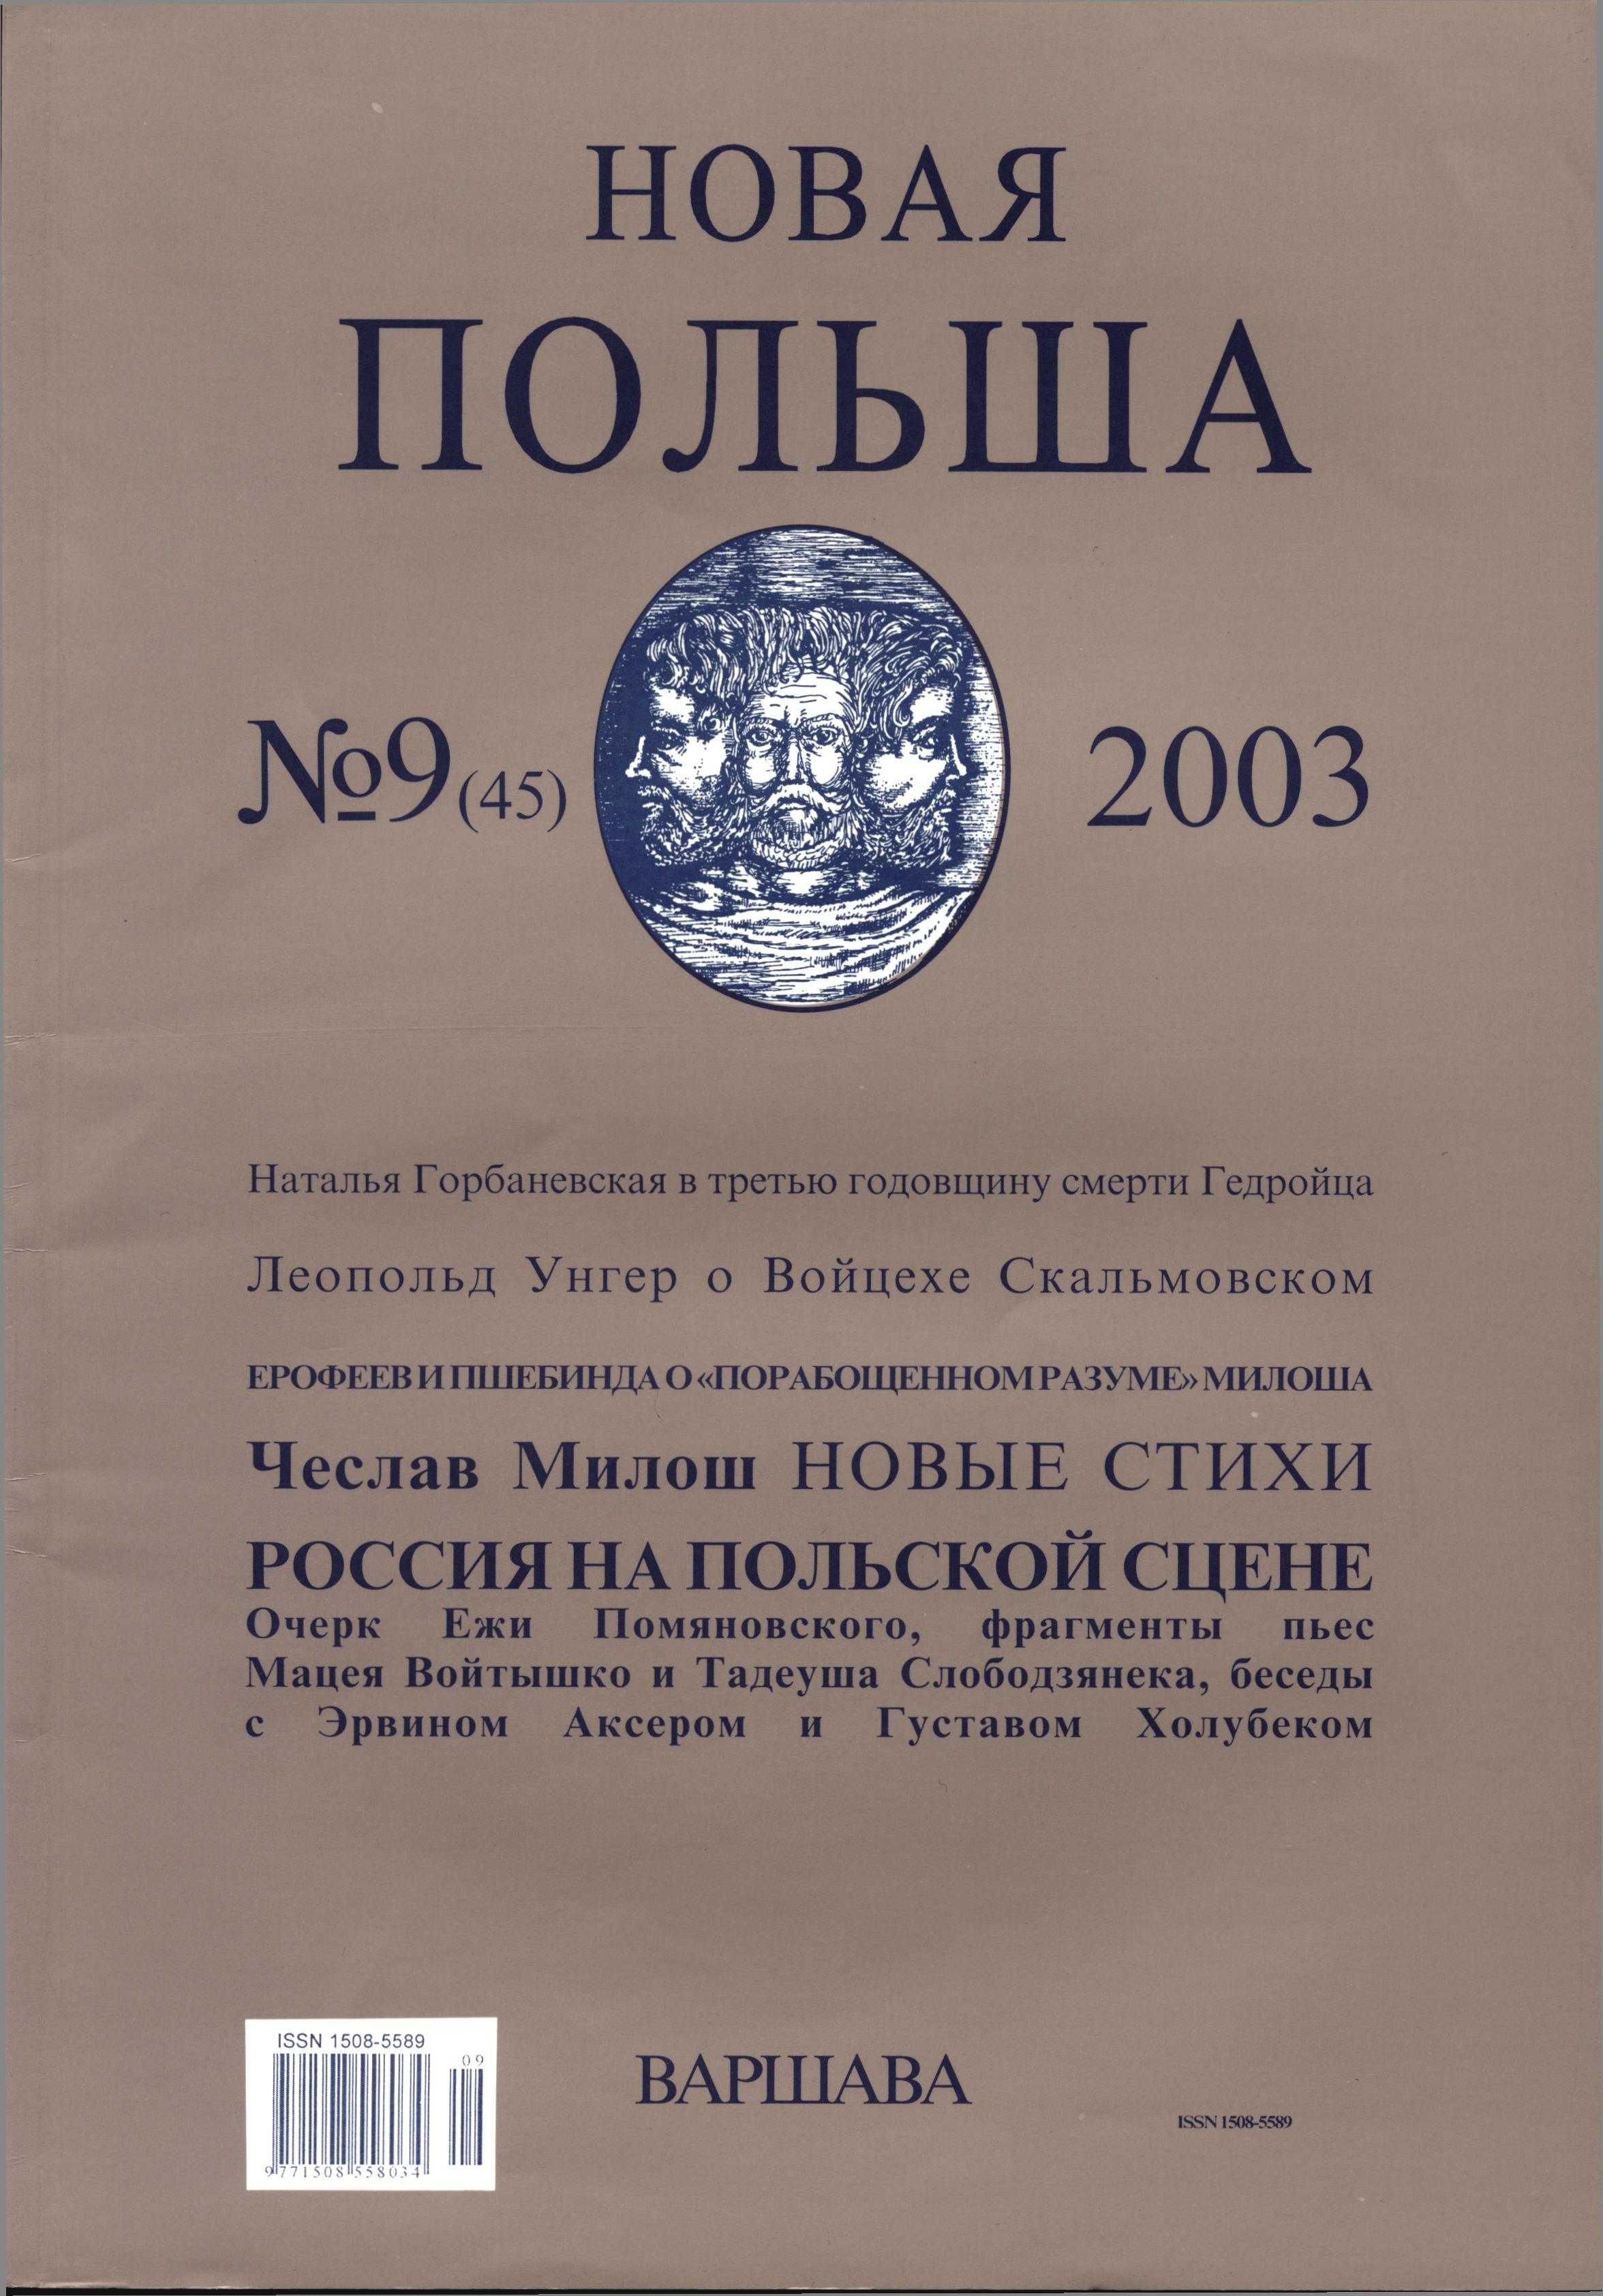 НОВАЯ
ПОЛЬША
№9(45)
2003
Наталья Горбаневская в третью годовщину смерти Гедройца
Леопольд Унгер о Войцехе Скальмовском
ЕРОФЕЕВ И ПШЕБИНДА О «ПОРАБОЩЕННОМ РАЗУМЕ» МИЛОША
Чеслав Милош НОВЫЕ СТИХИ
РОССИЯ НА ПОЛЬСКОЙ СЦЕНЕ
Очерк Ежи Помяновского, фрагменты пьес
Мацея Войтышко и Тадеуша Слободзянека, беседы
с Эрвином Аксером и Густавом Холубеком
ISSN 1508-5589
09
9 771508 558034
ВАРШАВА
ISSN 1508-5589